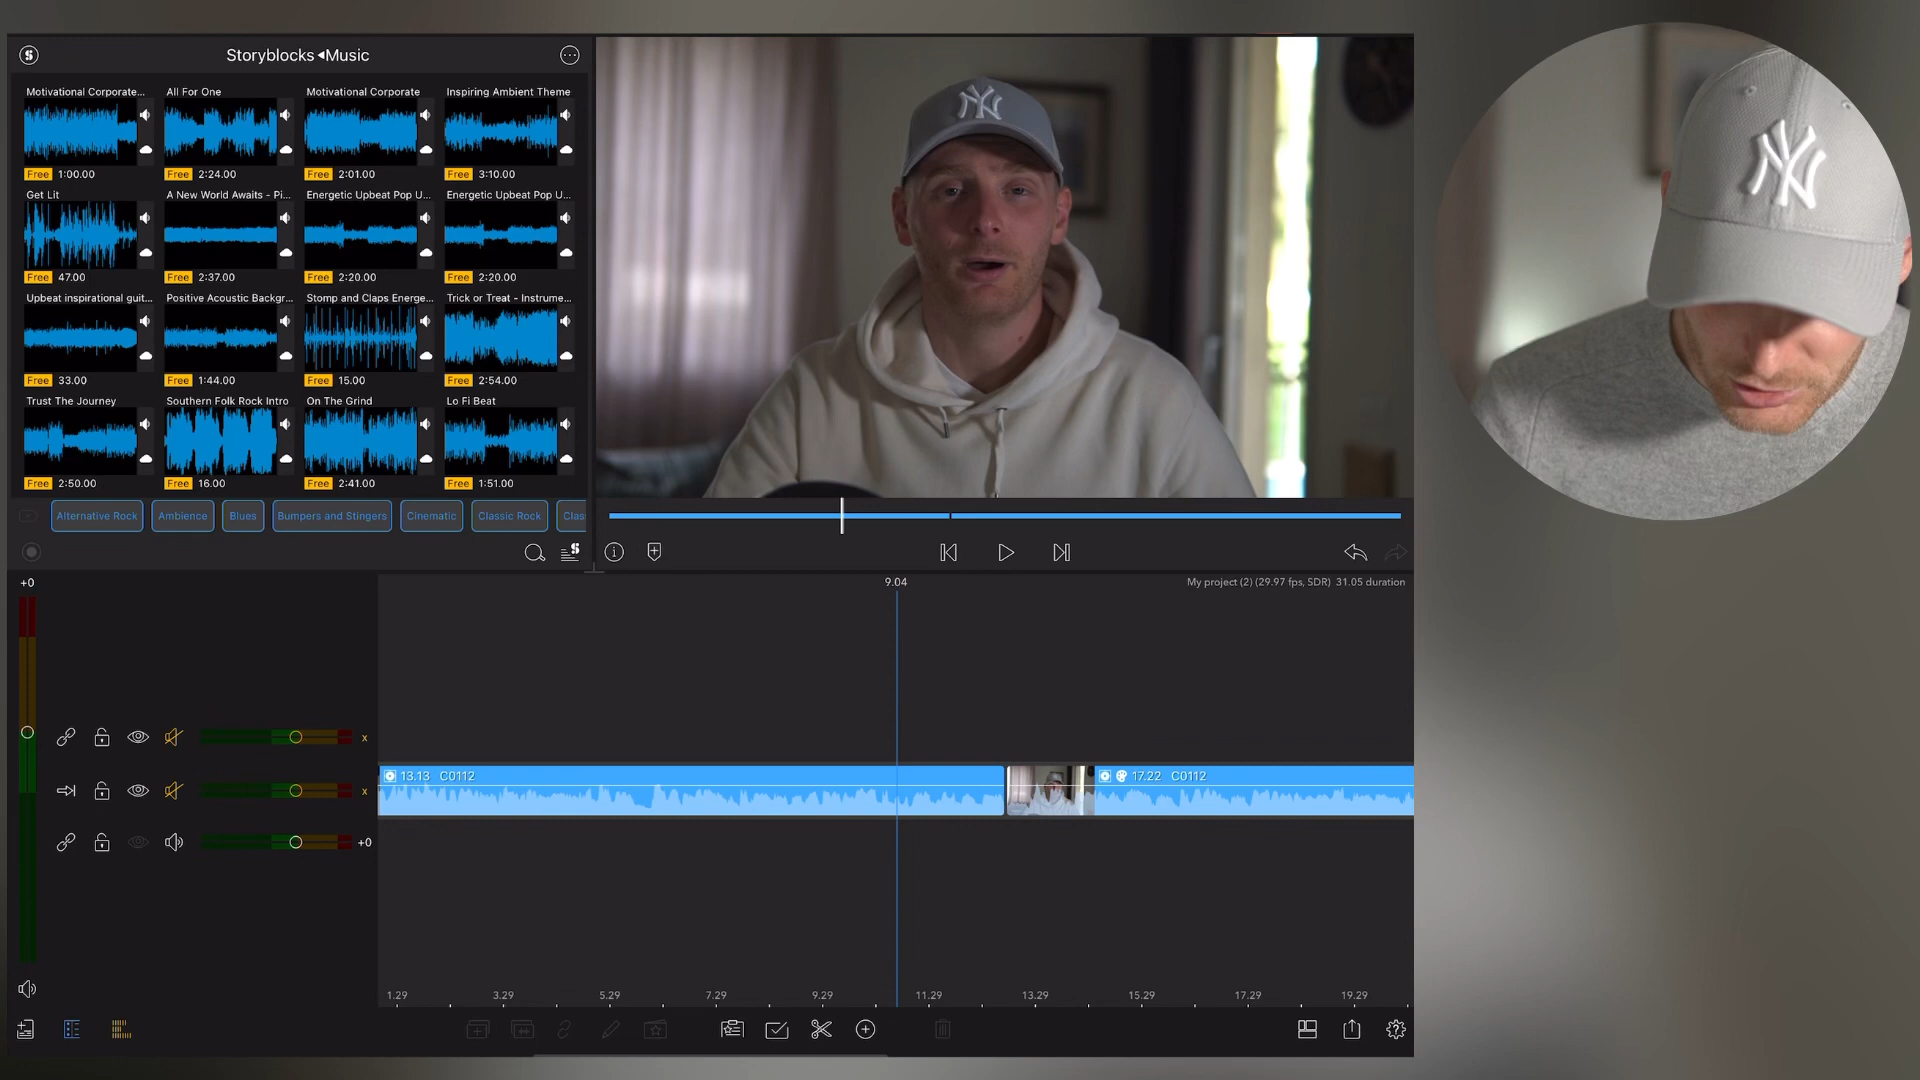 Storyblocks ◂Music
Motivational Corporate... All For One Motivational Corporate Inspiring Ambient Theme
Free 1:00.00 Free 2:24.00 Free 2:01.00 Free 3:10.00
Get Lit A New World Awaits - Pi... Energetic Upbeat Pop U... Energetic Upbeat Pop U...
Free 47.00 Free 2:37.00 Free 2:20.00 Free 2:20.00
Upbeat inspirational guit... Positive Acoustic Backgr... Stomp and Claps Energe... Trick or Treat - Instrume...
Free 33.00 Free 1:44.00 Free 15.00 Free 2:54.00
Trust The Journey Southern Folk Rock Intro On The Grind Lo Fi Beat
Free 2:50.00 Free 16.00 Free 2:41.00 Free 1:51.00
Alternative Rock Ambience Blues Bumpers and Stingers Cinematic Classic Rock Clas
NY
NY
+0 9.04 My project (2) (29.97 fps, SDR) 31.05 duration
x
13.13 C0112 17.22 C0112
x
+0
1.29 3.29 5.29 7.29 9.29 11.29 13.29 15.29 17.29 19.29